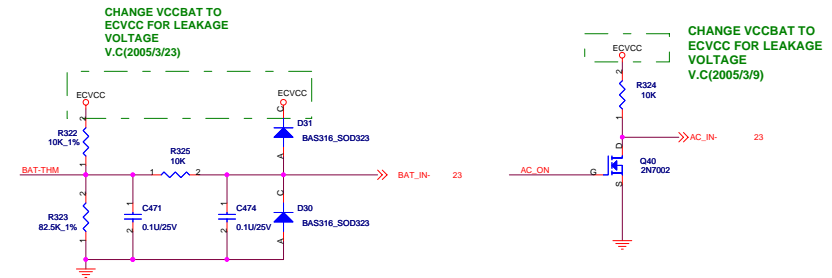 CHANGE VCCBAT TO
ECVCC FOR LEAKAGE
VOLTAGE
V.C(2005/3/23)
ECVCC
ECVCC
2
R322
10K_1%
1
C
D31
BAS316_SOD323
A
R325
10K
1
2
BAT-THM
BAT_IN-
23
2
R323
82.5K_1%
1
1
C471
0.1U/25V
2
1
C474
0.1U/25V
2
C
D30
BAS316_SOD323
A
CHANGE VCCBAT TO
ECVCC FOR LEAKAGE
VOLTAGE
V.C(2005/3/9)
ECVCC
2
R324
10K
1
AC_IN-
23
D
Q40
2N7002
G
S
AC_ON